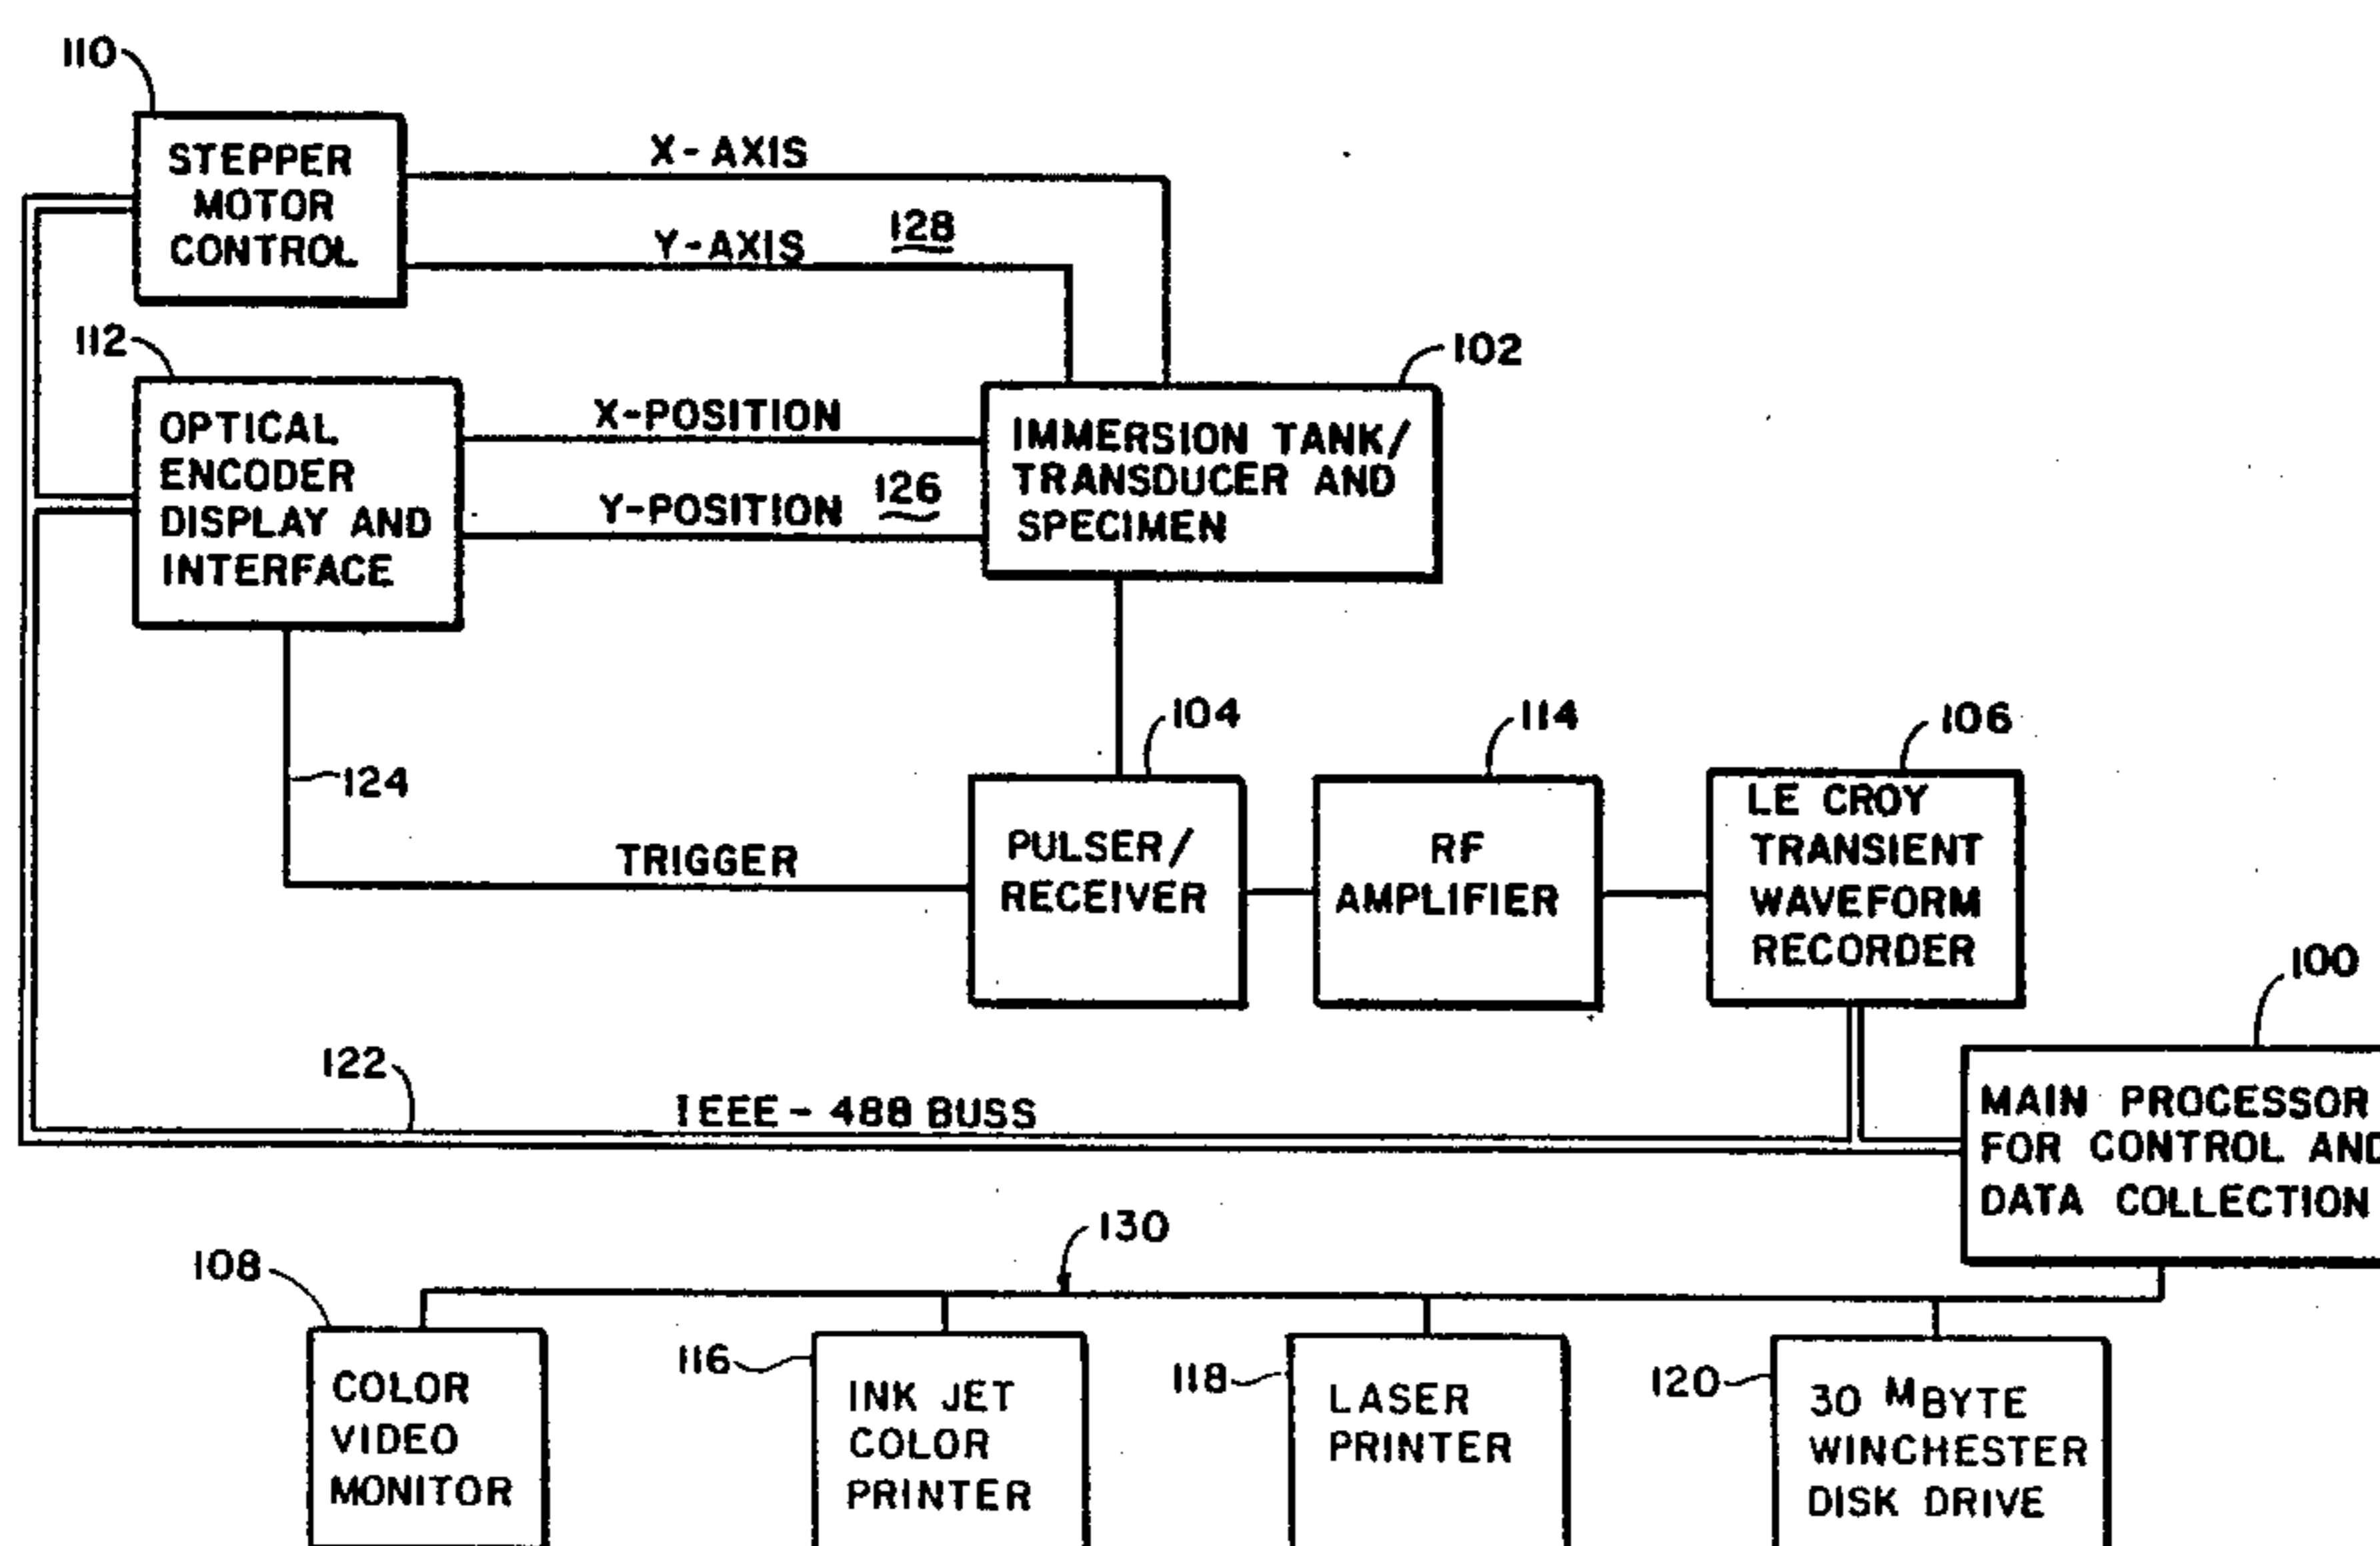 110
STEPPER
MOTOR
CONTROL
X-AXIS
Y-AXIS
128
112
OPTICAL
ENCODER
DISPLAY AND
INTERFACE
X-POSITION
Y-POSITION
126
102
IMMERSION TANK/
TRANSDUCER AND
SPECIMEN
124
TRIGGER
104
PULSER/
RECEIVER
114
RF
AMPLIFIER
106
LE CROY
TRANSIENT
WAVEFORM
RECORDER
122
IEEE-488 BUSS
100
MAIN PROCESSOR
FOR CONTROL AND
DATA COLLECTION
130
108
COLOR
VIDEO
MONITOR
116
INK JET
COLOR
PRINTER
118
LASER
PRINTER
120
30 MBYTE
WINCHESTER
DISK DRIVE